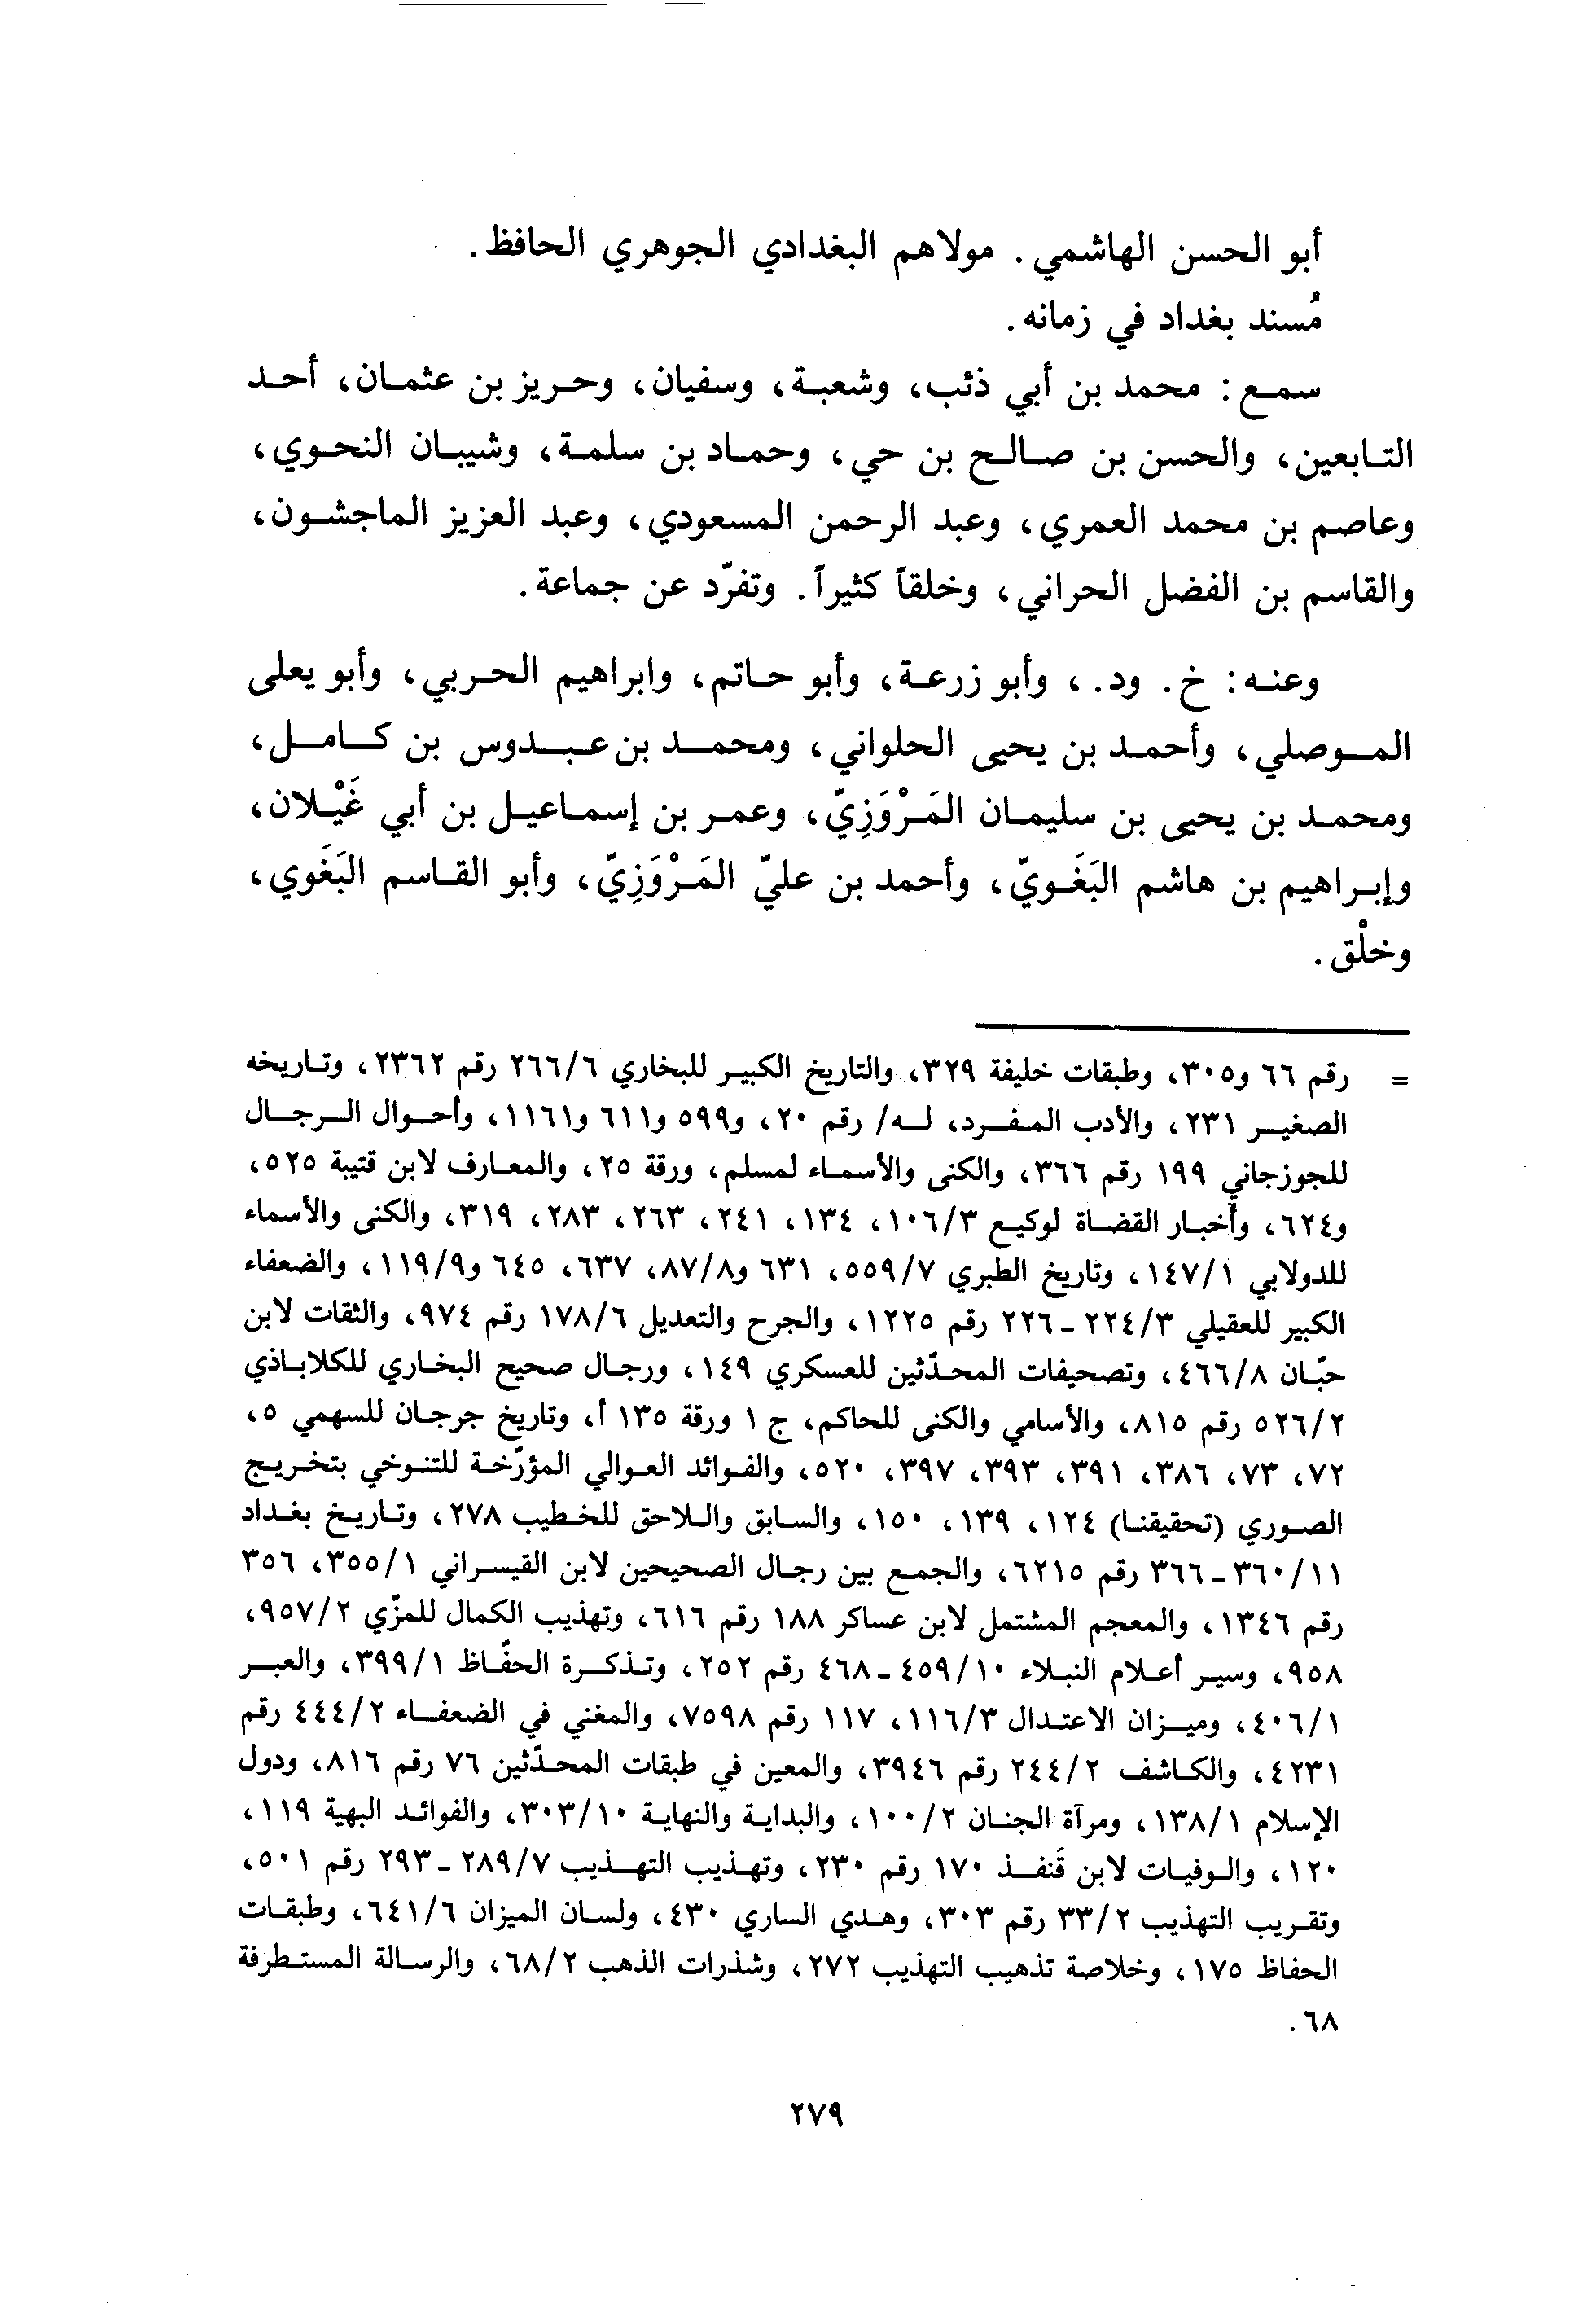 أبو الحسن الهاشمي. مولاهم البغدادي الجوهري الحافظ.
مُسند بغداد في زمانه.
سمع: محمد بن أبي ذئب، وشعبة، وسفيان، وحريز بن عثمان، أحد
التابعين، والحسن بن صالح بن حي، وحماد بن سلمة، وشيبان النحوي،
وعاصم بن محمد العمري، وعبد الرحمن المسعودي، وعبد العزيز الماجشون،
والقاسم بن الفضل الحراني، وخلقاً كثيراً. وتفرّد عن جماعة.
وعنه: خ. ود.، وأبو زرعة، وأبو حاتم، وابراهيم الحربي، وأبو يعلى
الموصلي، وأحمد بن يحيى الحلواني، ومحمد بن عبدوس بن كامل،
ومحمد بن يحيى بن سليمان المَرْوَزِيّ، وعمر بن إسماعيل بن أبي غَيْلان،
وإبراهيم بن هاشم البَغَويّ، وأحمد بن عليّ المَرْوَزِيّ، وأبو القاسم البَغَوي،
وخلْق.
= رقم ٦٦ و٣٠٥، وطبقات خليفة ٣٢٩، والتاريخ الكبير للبخاري ٢٦٦/٦ رقم ٢٣٦٢، وتاريخه
الصغير ٢٣١، والأدب المفرد، له/ رقم ٢٠، و٥٩٩ و٦١١ و١١٦١، وأحوال الرجال
للجوزجاني ١٩٩ رقم ٣٦٦، والكنى والأسماء لمسلم، ورقة ٢٥، والمعارف لابن قتيبة ٥٢٥،
و٦٢٤، وأخبار القضاة لوكيع ١٠٦/٣، ١٣٤، ٢٤١، ٢٦٣، ٢٨٣، ٣١٩، والكنى والأسماء
للدولابي ١٤٧/١، وتاريخ الطبري ٥٥٩/٧، ٦٣١ و٨٧/٨، ٦٣٧، ٦٤٥ و١١٩/٩، والضعفاء
الكبير للعقيلي ٢٢٤/٣ - ٢٢٦ رقم ١٢٢٥، والجرح والتعديل ١٧٨/٦ رقم ٩٧٤، والثقات لابن
حبّان ٤٦٦/٨، وتصحيفات المحدّثين للعسكري ١٤٩، ورجال صحيح البخاري للكلاباذي
٥٢٦/٢ رقم ٨١٥، والأسامي والكنى للحاكم، ج ١ ورقة ١٣٥ أ، وتاريخ جرجان للسهمي ٥،
٧٢، ٧٣، ٣٨٦، ٣٩١، ٣٩٣، ٣٩٧، ٥٢٠، والفوائد العوالي المؤرّخة للتنوخي بتخريج
الصوري (تحقيقنا) ١٢٤، ١٣٩، ١٥٠، والسابق واللاحق للخطيب ٢٧٨، وتاريخ بغداد
٣٦٠/١١ - ٣٦٦ رقم ٦٢١٥، والجمع بين رجال الصحيحين لابن القيسراني ٣٥٥/١، ٣٥٦
رقم ١٣٤٦، والمعجم المشتمل لابن عساكر ١٨٨ رقم ٦١٦، وتهذيب الكمال للمزّي ٩٥٧/٢،
٩٥٨، وسير أعلام النبلاء ٤٥٩/١٠ - ٤٦٨ رقم ٢٥٢، وتذكرة الحفّاظ ٣٩٩/١، والعبر
٤٠٦/١، وميزان الاعتدال ١١٦/٣، ١١٧ رقم ٧٥٩٨، والمغني في الضعفاء ٤٤٤/٢ رقم
٤٢٣١، والكاشف ٢٤٤/٢ رقم ٣٩٤٦، والمعين في طبقات المحدّثين ٧٦ رقم ٨١٦، ودول
الإسلام ١٣٨/١، ومرآة الجنان ١٠٠/٢، والبداية والنهاية ٣٠٣/١٠، والفوائد البهية ١١٩،
١٢٠، والوفيات لابن قَنفذ ١٧٠ رقم ٢٣٠، وتهذيب التهذيب ٢٨٩/٧ - ٢٩٣ رقم ٥٠١،
وتقريب التهذيب ٣٣/٢ رقم ٣٠٣، وهدي الساري ٤٣٠، ولسان الميزان ٦٤١/٦، وطبقات
الحفاظ ١٧٥، وخلاصة تذهيب التهذيب ٢٧٢، وشذرات الذهب ٦٨/٢، والرسالة المستطرفة
٦٨.
٢٧٩